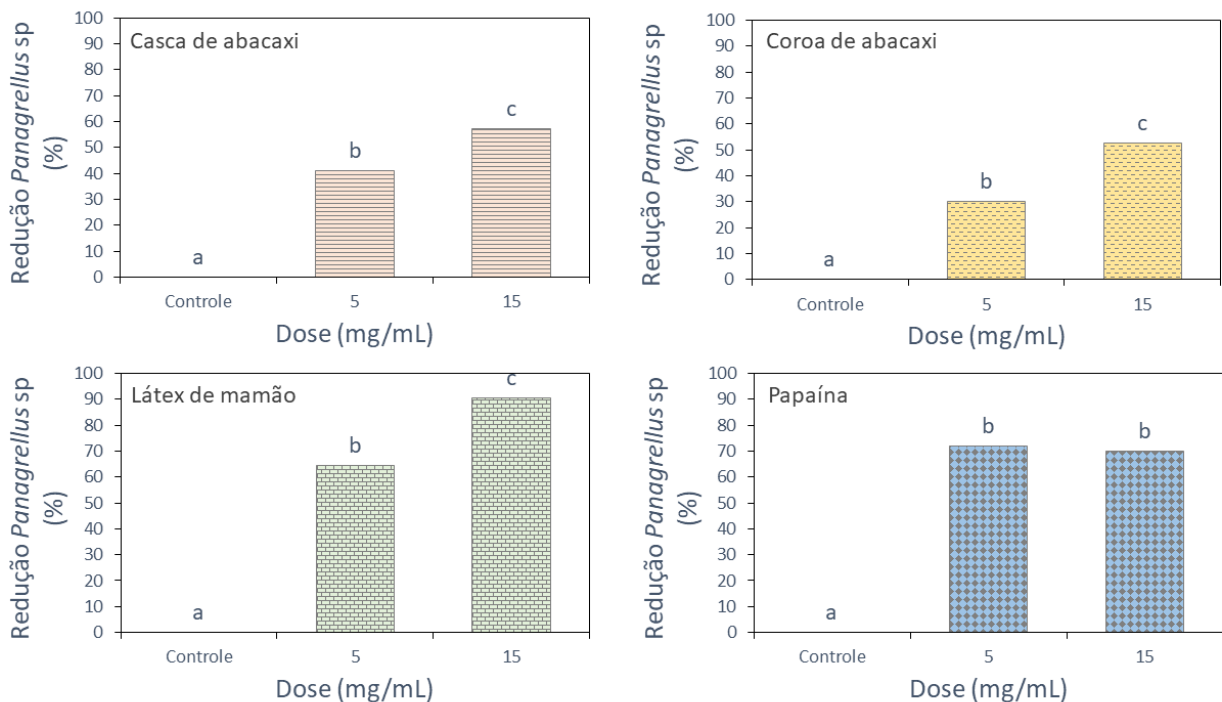 Redução Panagrellus sp
(%)
100
90
80
70
60
50
40
30
20
10
0
Casca de abacaxi
a
b
c
Controle
5
15
Dose (mg/mL)
Redução Panagrellus sp
(%)
100
90
80
70
60
50
40
30
20
10
0
Coroa de abacaxi
a
b
c
Controle
5
15
Dose (mg/mL)
Redução Panagrellus sp
(%)
100
90
80
70
60
50
40
30
20
10
0
Látex de mamão
a
b
c
Controle
5
15
Dose (mg/mL)
Redução Panagrellus sp
(%)
100
90
80
70
60
50
40
30
20
10
0
Papaína
a
b
b
Controle
5
15
Dose (mg/mL)